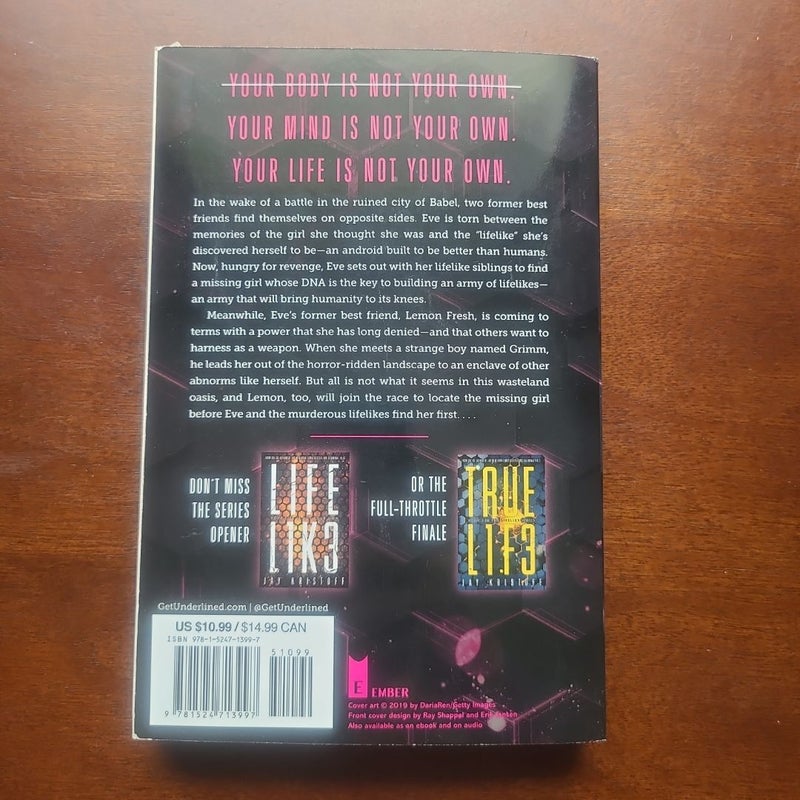 YOUR BODY IS NOT YOUR OWN.
YOUR MIND IS NOT YOUR OWN.
YOUR LIFE IS NOT YOUR OWN.
In the wake of a battle in the ruined city of Babel, two former best
friends find themselves on opposite sides. Eve is torn between the
memories of the girl she thought she was and the "lifelike" she's
discovered herself to be—an android built to be better than humans.
Now, hungry for revenge, Eve sets out with her lifelike siblings to find
a missing girl whose DNA is the key to building an army of lifelikes—
an army that will bring humanity to its knees.
Meanwhile, Eve's former best friend, Lemon Fresh, is coming to
terms with a power that she has long denied—and that others want to
harness as a weapon. When she meets a strange boy named Grimm,
he leads her out of the horror-ridden landscape to an enclave of other
abnorms like herself. But all is not what it seems in this wasteland
oasis, and Lemon, too, will join the race to locate the missing girl
before Eve and the murderous lifelikes find her first. . . .
DON'T MISS
THE SERIES
OPENER
LIFE
L1K3
JAY KRISTOFF
OR THE
FULL-THROTTLE
FINALE
TRUE
L1F3
JAY KRISTOFF
GetUnderlined.com | @GetUnderlined
US $10.99 / $14.99 CAN
ISBN 978-1-5247-1399-7
51099
9 781524 713997
E EMBER
Cover art © 2019 by DariaRen/Getty Images
Front cover design by Ray Shappell and
Also available as an ebook and on audio